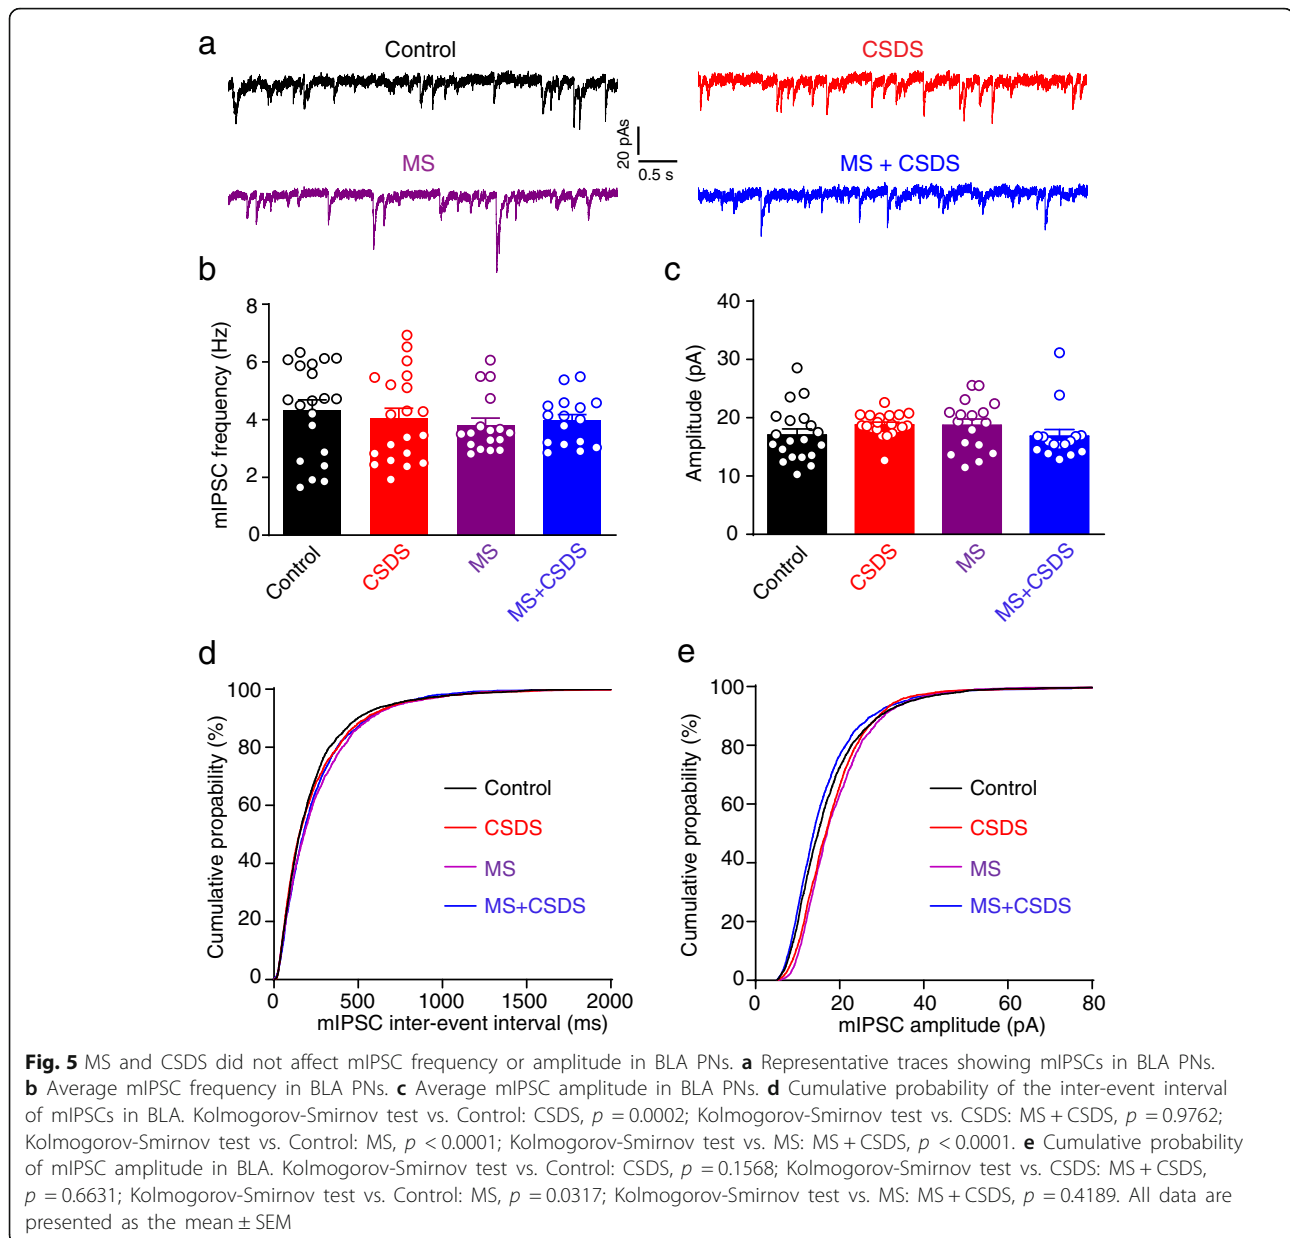 a
Control
CSDS
20 pAs
0.5 s
MS
MS + CSDS
b
mIPSC frequency (Hz)
8
6
4
2
0
Control
CSDS
MS
MS+CSDS
c
Amplitude (pA)
40
30
20
10
0
Control
CSDS
MS
MS+CSDS
d
Cumulative propability (%)
100
80
60
40
20
0
Control
CSDS
MS
MS+CSDS
0 500 1000 1500 2000
mIPSC inter-event interval (ms)
e
Cumulative propability (%)
100
80
60
40
20
0
Control
CSDS
MS
MS+CSDS
0 20 40 60 80
mIPSC amplitude (pA)
Fig. 5 MS and CSDS did not affect mIPSC frequency or amplitude in BLA PNs. a Representative traces showing mIPSCs in BLA PNs.
b Average mIPSC frequency in BLA PNs. c Average mIPSC amplitude in BLA PNs. d Cumulative probability of the inter-event interval
of mIPSCs in BLA. Kolmogorov-Smirnov test vs. Control: CSDS, p = 0.0002; Kolmogorov-Smirnov test vs. CSDS: MS + CSDS, p = 0.9762;
Kolmogorov-Smirnov test vs. Control: MS, p < 0.0001; Kolmogorov-Smirnov test vs. MS: MS + CSDS, p < 0.0001. e Cumulative probability
of mIPSC amplitude in BLA. Kolmogorov-Smirnov test vs. Control: CSDS, p = 0.1568; Kolmogorov-Smirnov test vs. CSDS: MS + CSDS,
p = 0.6631; Kolmogorov-Smirnov test vs. Control: MS, p = 0.0317; Kolmogorov-Smirnov test vs. MS: MS + CSDS, p = 0.4189. All data are
presented as the mean ± SEM